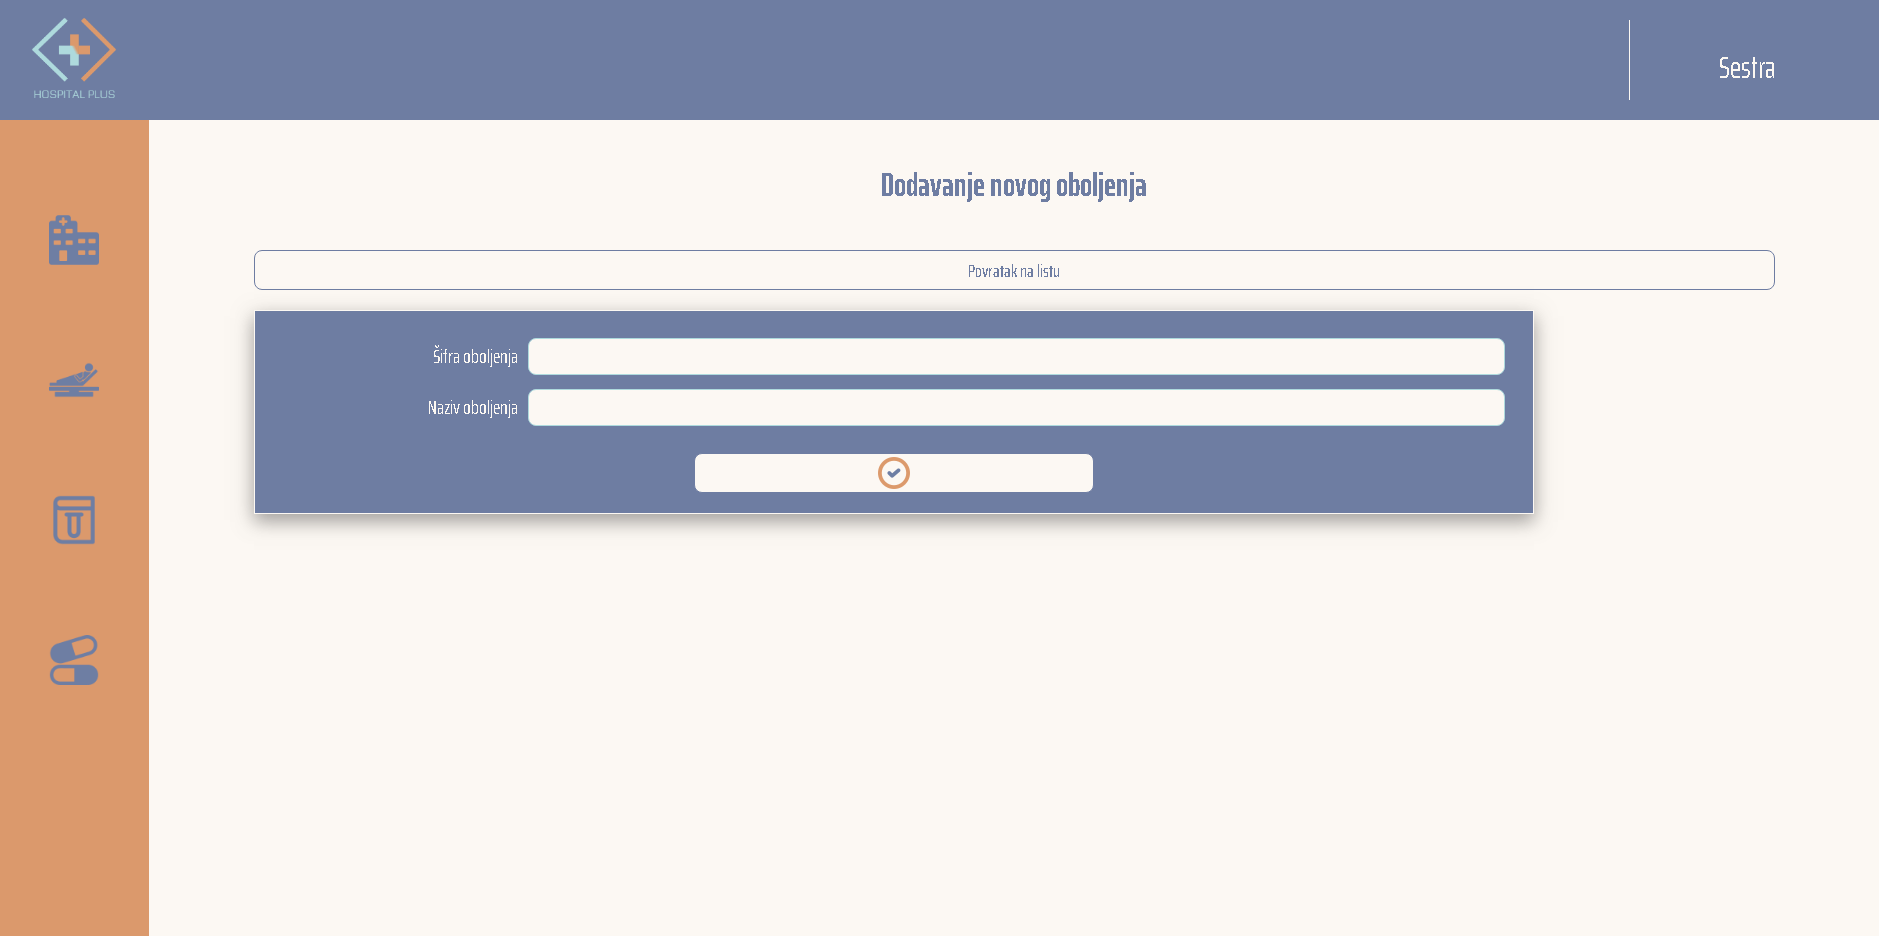 HOSPITAL PLUS
Sestra
Dodavanje novog oboljenja
Povratak na listu
Šifra oboljenja
Naziv oboljenja